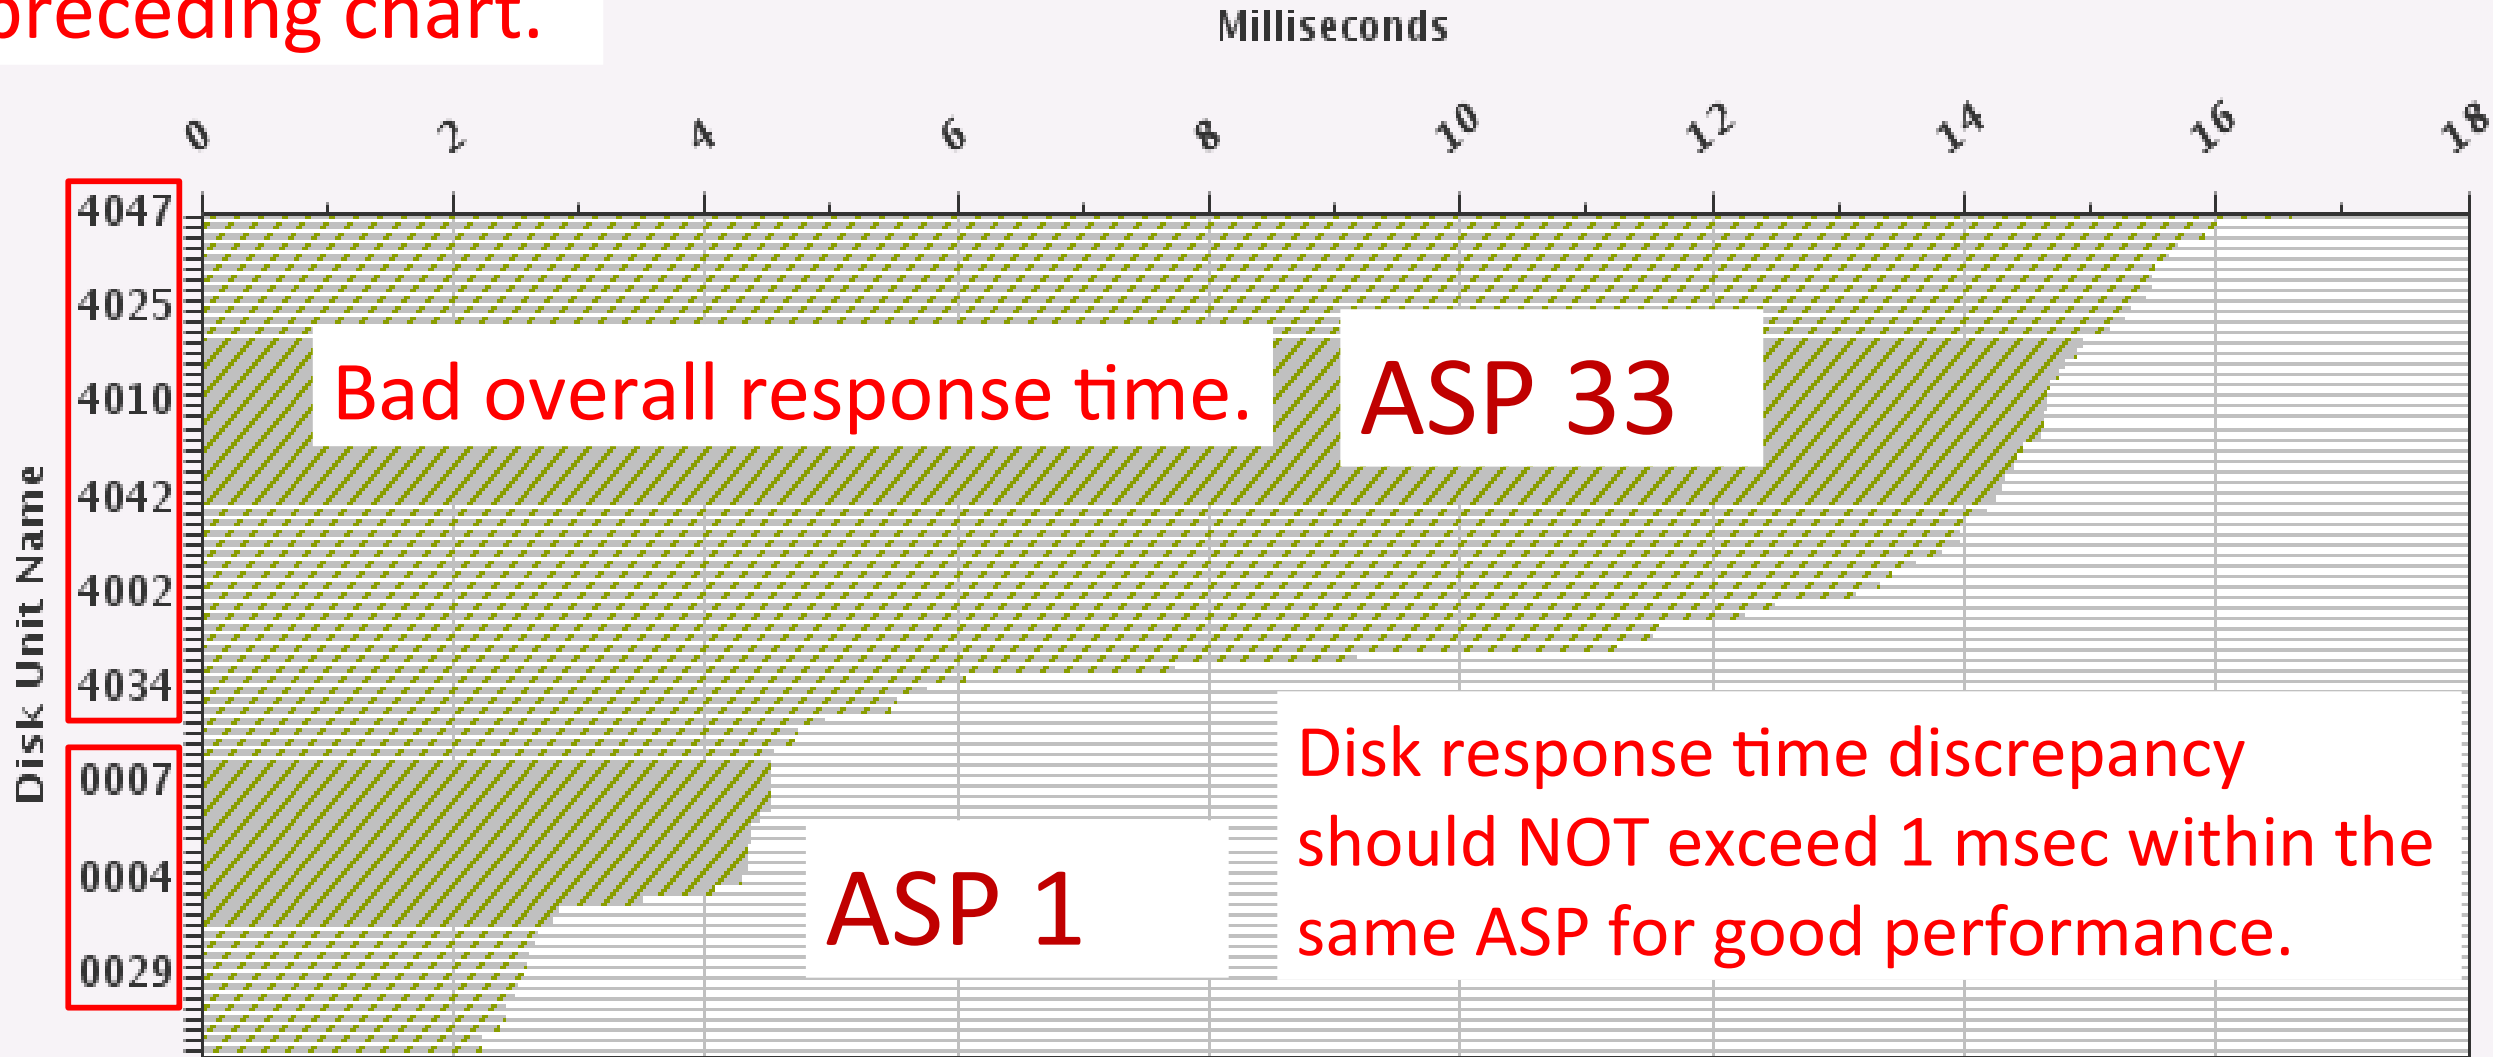 preceding chart.
Milliseconds
0 2 4 6 8 10 12 14 16 18
4047
4025
4010
4042
4002
4034
0007
0004
0029
Disk Unit Name
Bad overall response time.
ASP 33
ASP 1
Disk response time discrepancy
should NOT exceed 1 msec within the
same ASP for good performance.